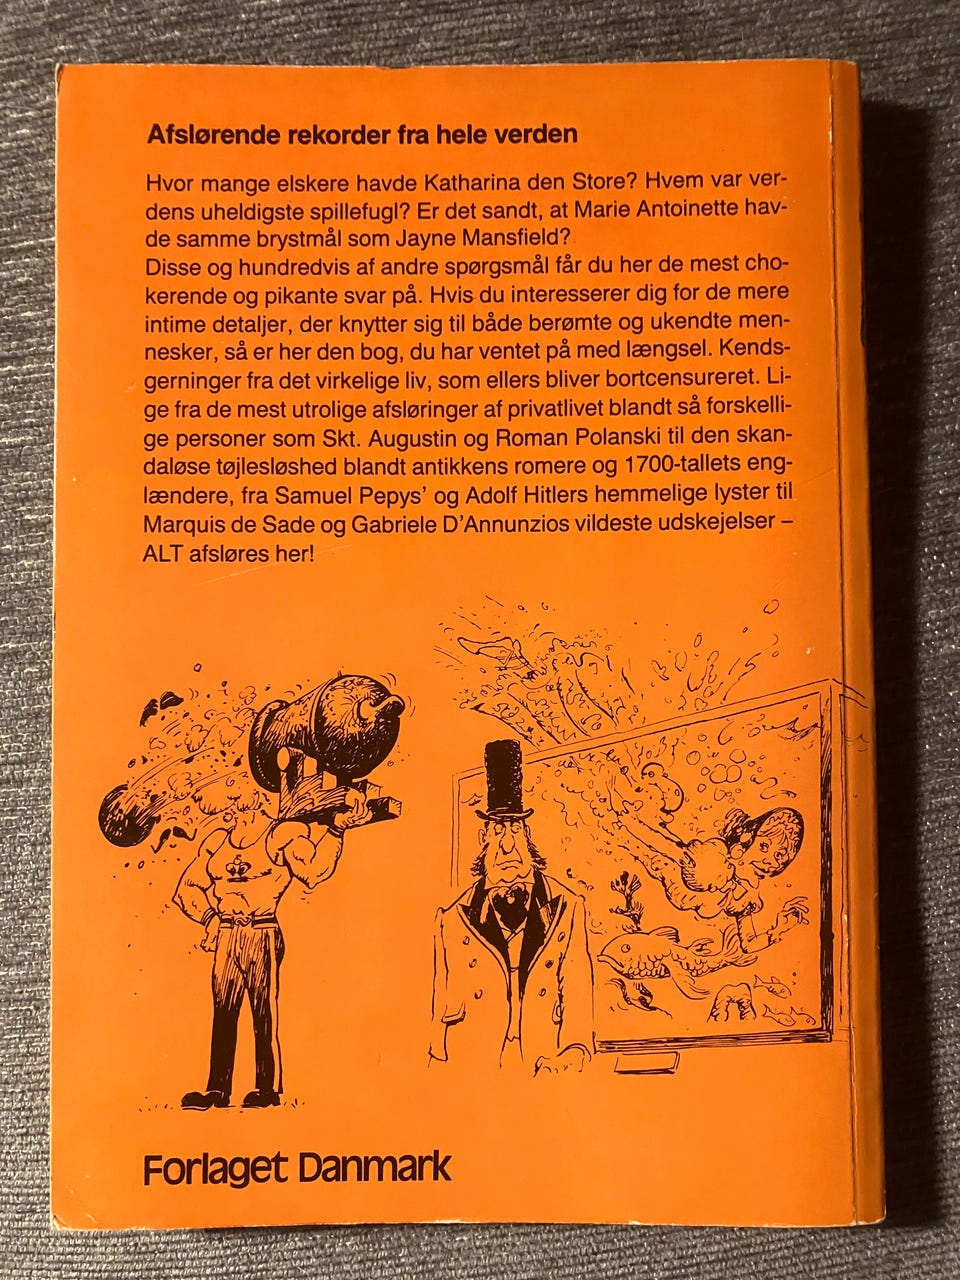 Afslørende rekorder fra hele verden
Hvor mange elskere havde Katharina den Store? Hvem var ver-
dens uheldigste spillefugl? Er det sandt, at Marie Antoinette hav-
de samme brystmål som Jayne Mansfield?
Disse og hundredvis af andre spørgsmål får du her de mest cho-
kerende og pikante svar på. Hvis du interesserer dig for de mere
intime detaljer, der knytter sig til både berømte og ukendte men-
nesker, så er her den bog, du har ventet på med længsel. Kends-
gerninger fra det virkelige liv, som ellers bliver bortcensureret. Li-
ge fra de mest utrolige afsløringer af privatlivet blandt så forskelli-
ge personer som Skt. Augustin og Roman Polanski til den skan-
daløse tøjlesløshed blandt antikkens romere og 1700-tallets eng-
lændere, fra Samuel Pepys' og Adolf Hitlers hemmelige lyster til
Marquis de Sade og Gabriele D'Annunzios vildeste udskejelser –
ALT afsløres her!
Forlaget Danmark